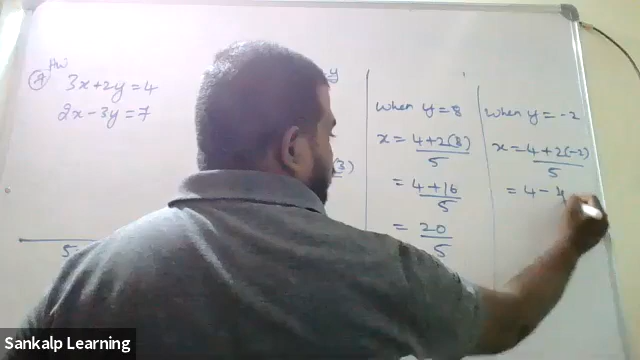 HW
A 3x+2y=4
2x-3y=7
y
(3)
5
When y=8
x = 4+2(8)
5
= 4+16
5
= 20
5
When y=-2
x = 4+2(-2)
5
= 4-4
Sankalp Learning